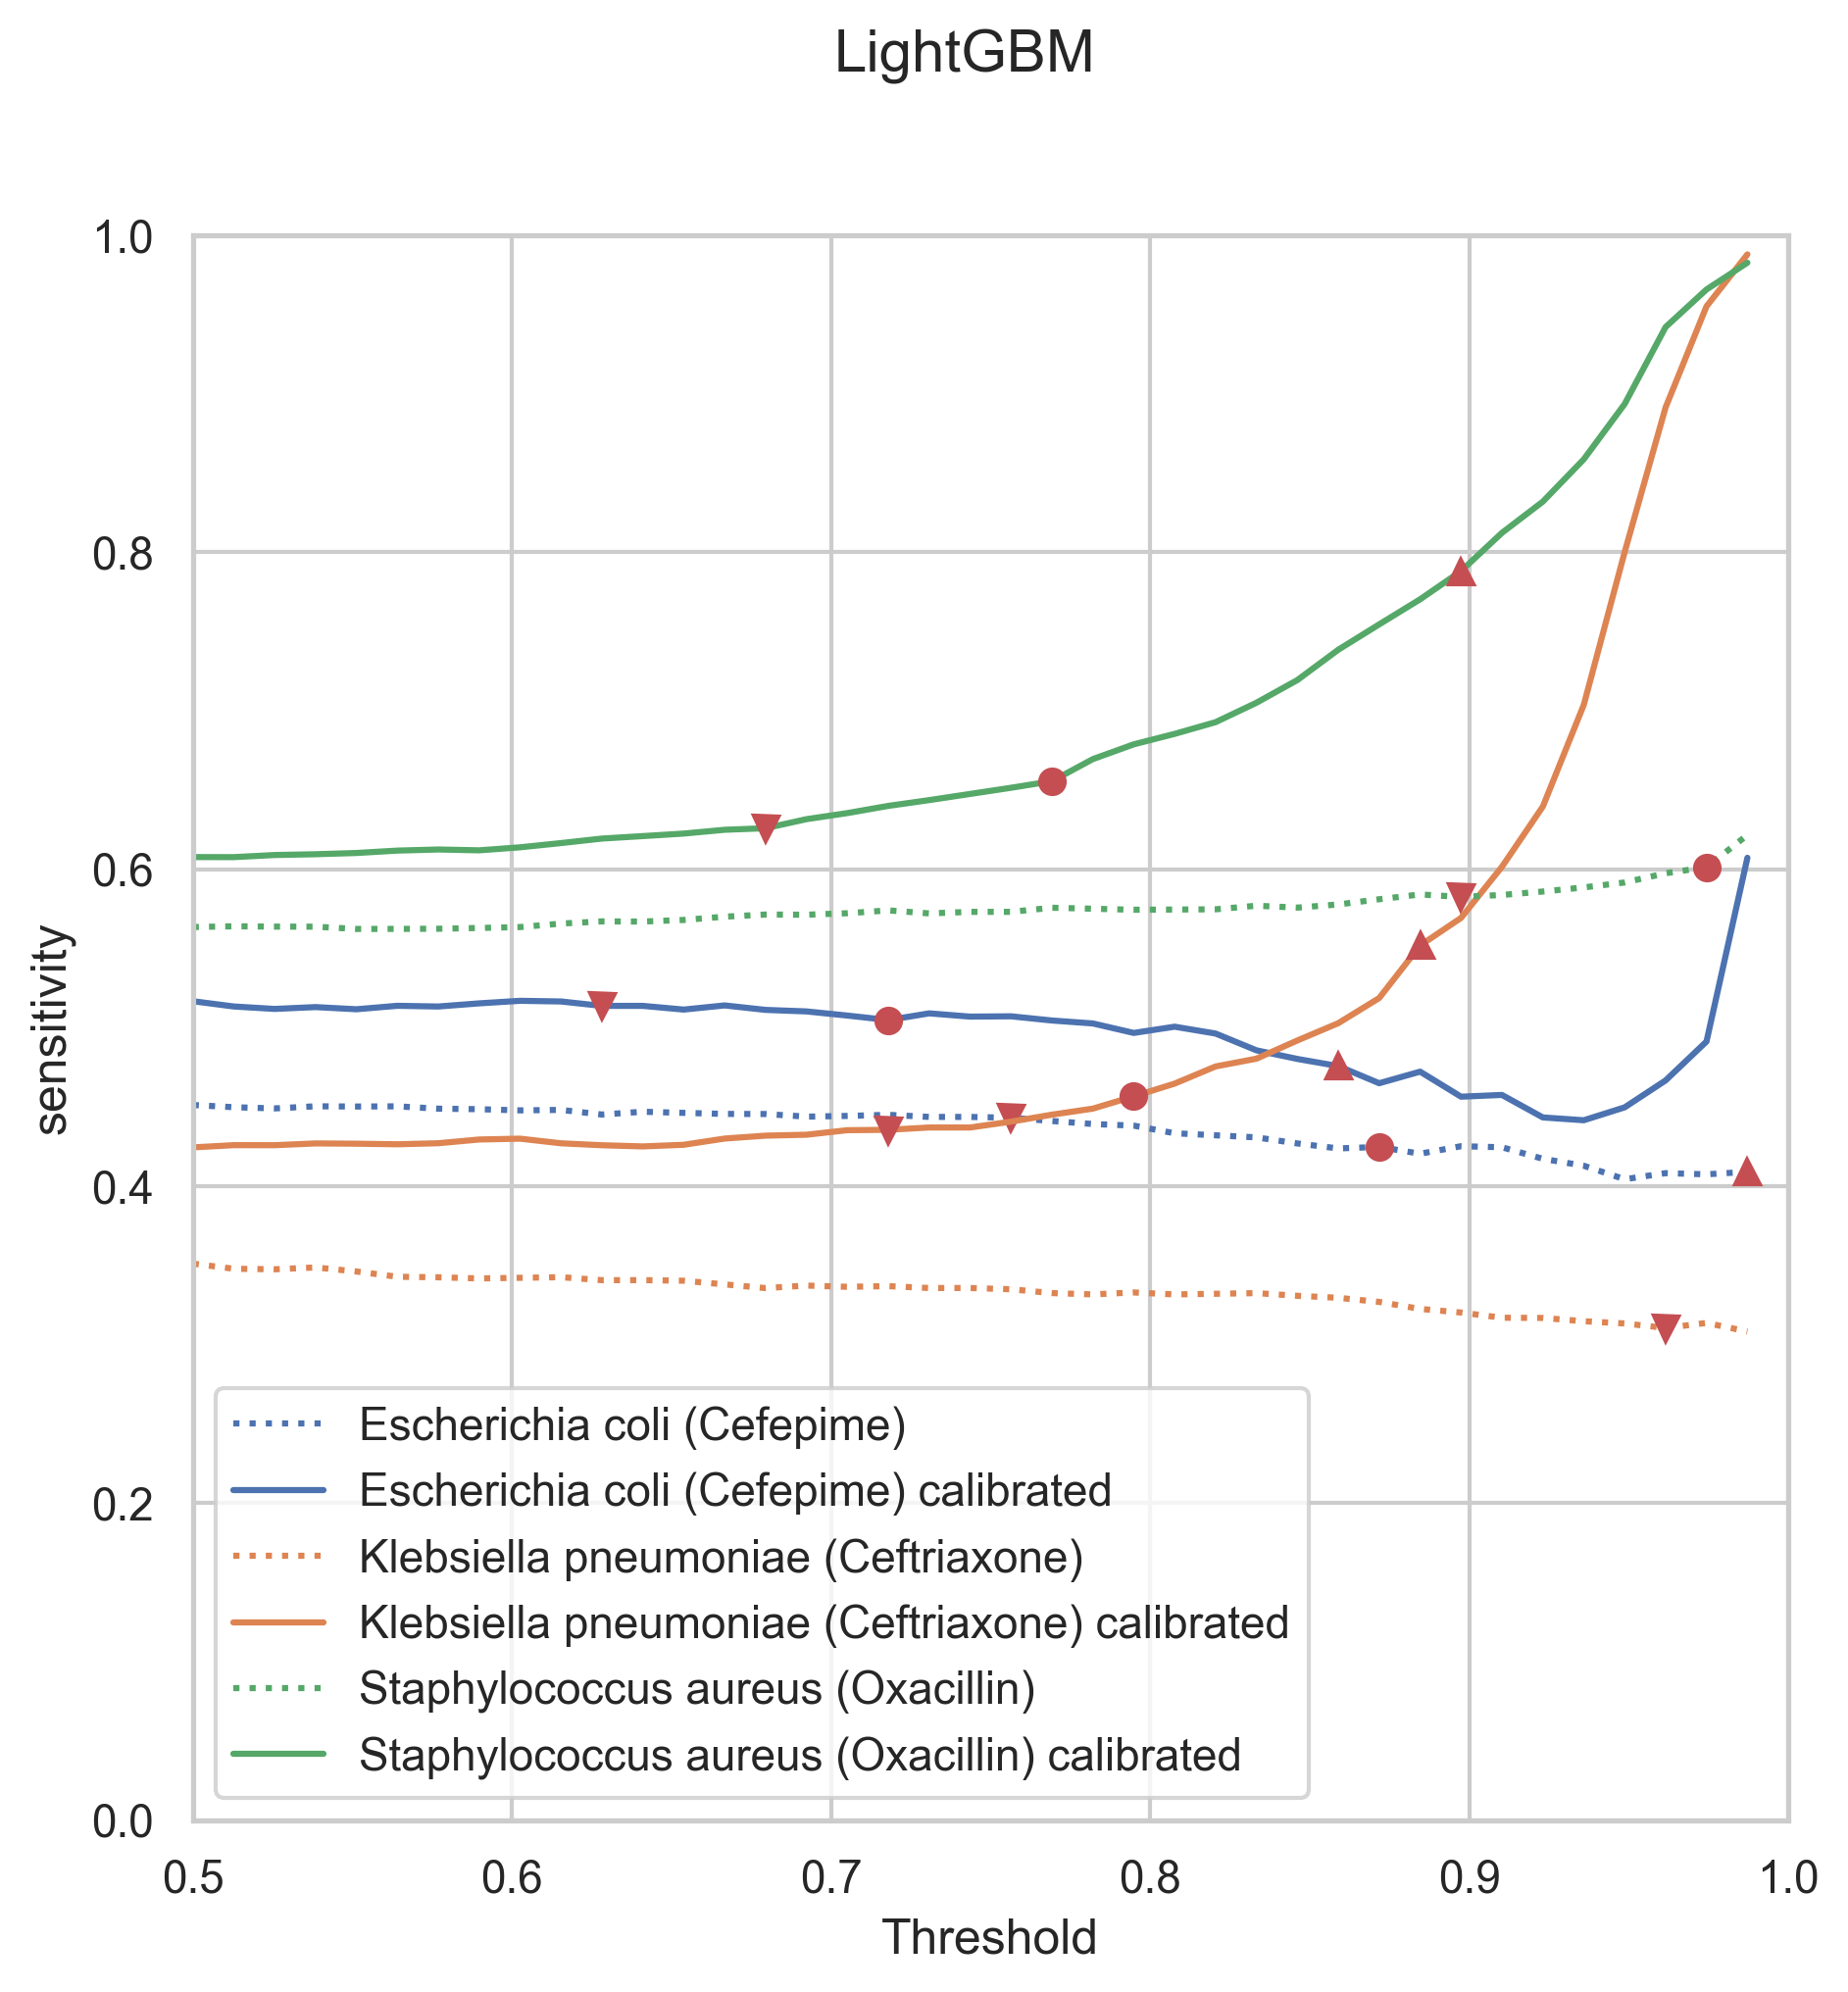 LightGBM
1.0
0.8
0.6
0.4
0.2
0.0
sensitivity
Escherichia coli (Cefepime)
Escherichia coli (Cefepime) calibrated
Klebsiella pneumoniae (Ceftriaxone)
Klebsiella pneumoniae (Ceftriaxone) calibrated
Staphylococcus aureus (Oxacillin)
Staphylococcus aureus (Oxacillin) calibrated
0.5 0.6 0.7 0.8 0.9 1.0
Threshold